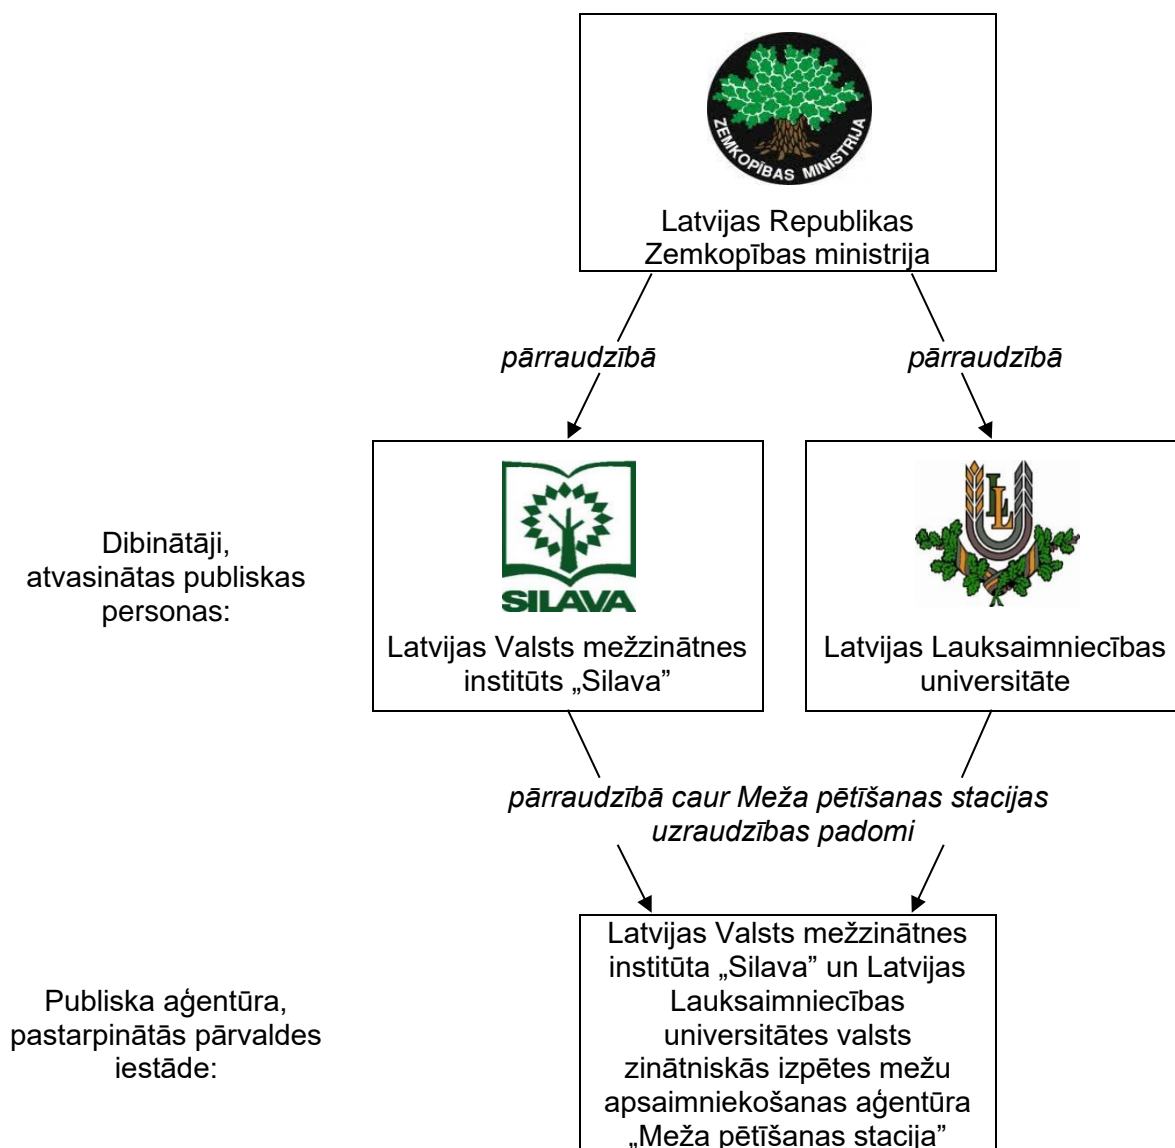 ZEMKOPĪBAS MINISTRIJA
Latvijas Republikas
Zemkopības ministrija
pārraudzībā
pārraudzībā
Dibinātāji,
atvasinātas publiskas
personas:
SILAVA
Latvijas Valsts mežzinātnes
institūts „Silava”
LL
Latvijas Lauksaimniecības
universitāte
pārraudzībā caur Meža pētīšanas stacijas
uzraudzības padomi
Publiska aģentūra,
pastarpinātās pārvaldes
iestāde:
Latvijas Valsts mežzinātnes
institūta „Silava” un Latvijas
Lauksaimniecības
universitātes valsts
zinātniskās izpētes mežu
apsaimniekošanas aģentūra
„Meža pētīšanas stacija”